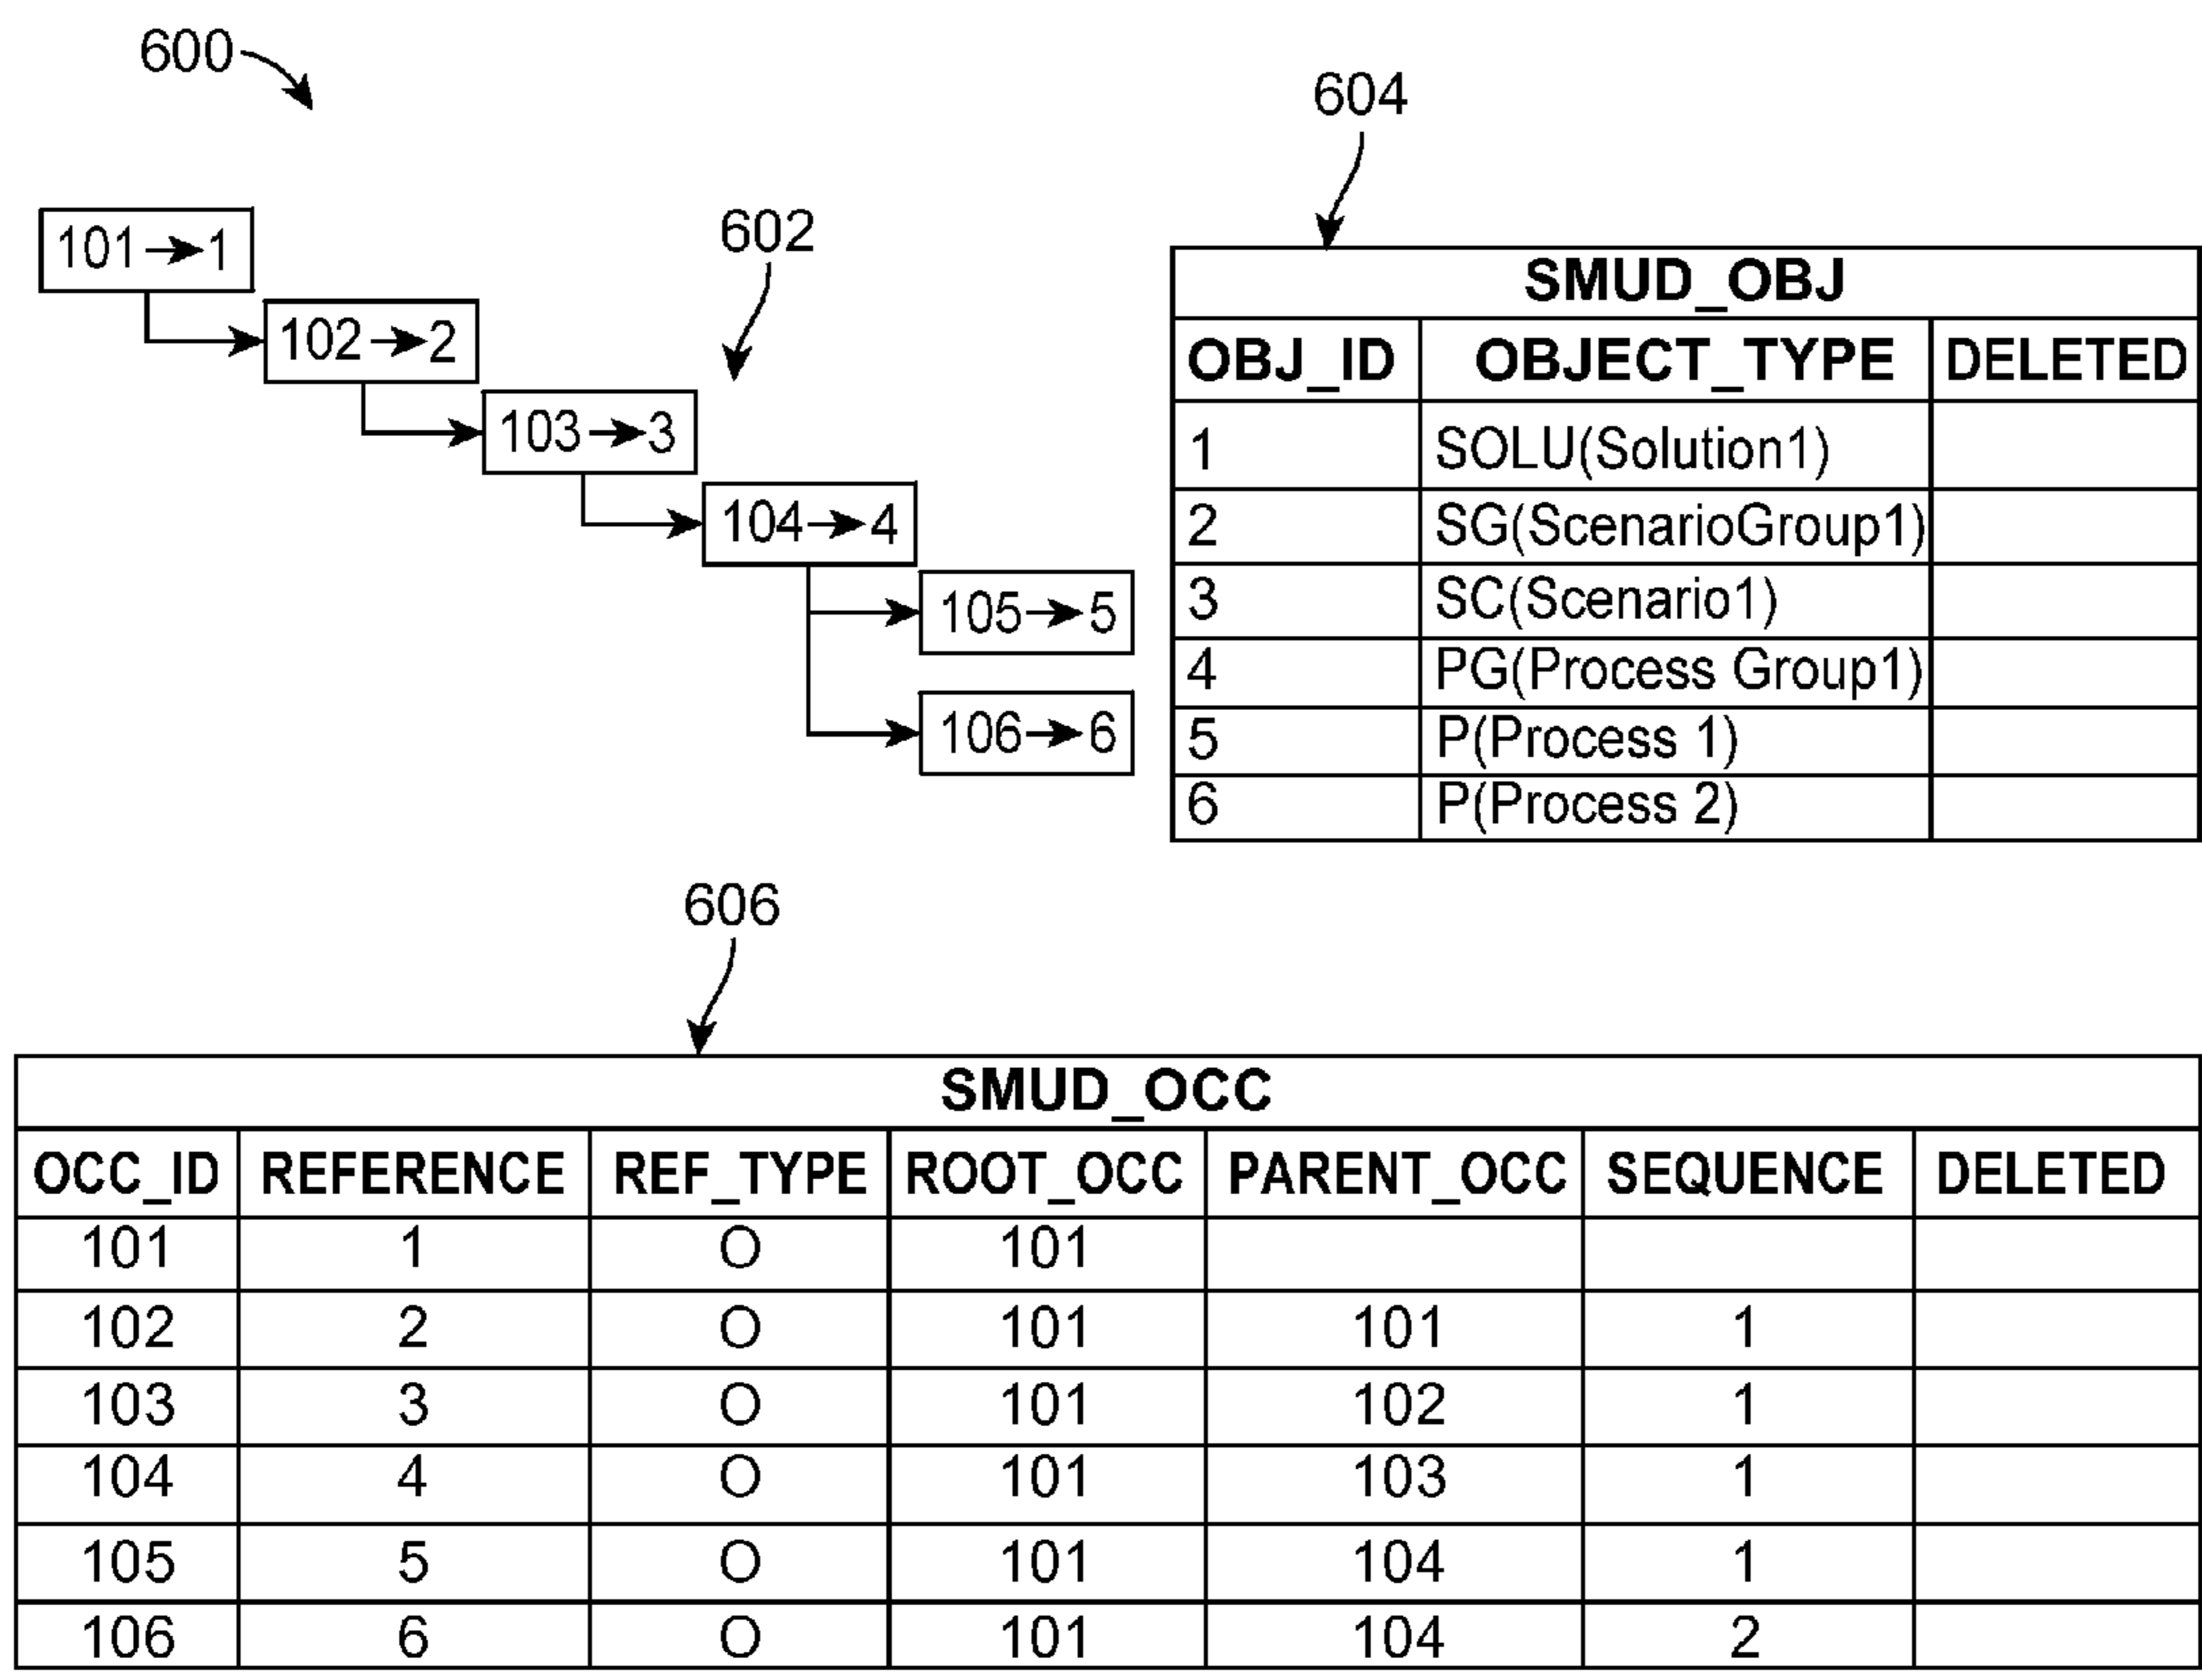 600
604
101→1
602
102→2
103→3
104→4
105→5
106→6
SMUD_OBJ
OBJ_ID OBJECT_TYPE DELETED
1 SOLU(Solution1)
2 SG(ScenarioGroup1)
3 SC(Scenario1)
4 PG(Process Group1)
5 P(Process 1)
6 P(Process 2)
606
SMUD_OCC
OCC_ID REFERENCE REF_TYPE ROOT_OCC PARENT_OCC SEQUENCE DELETED
101 1 O 101
102 2 O 101 101 1
103 3 O 101 102 1
104 4 O 101 103 1
105 5 O 101 104 1
106 6 O 101 104 2